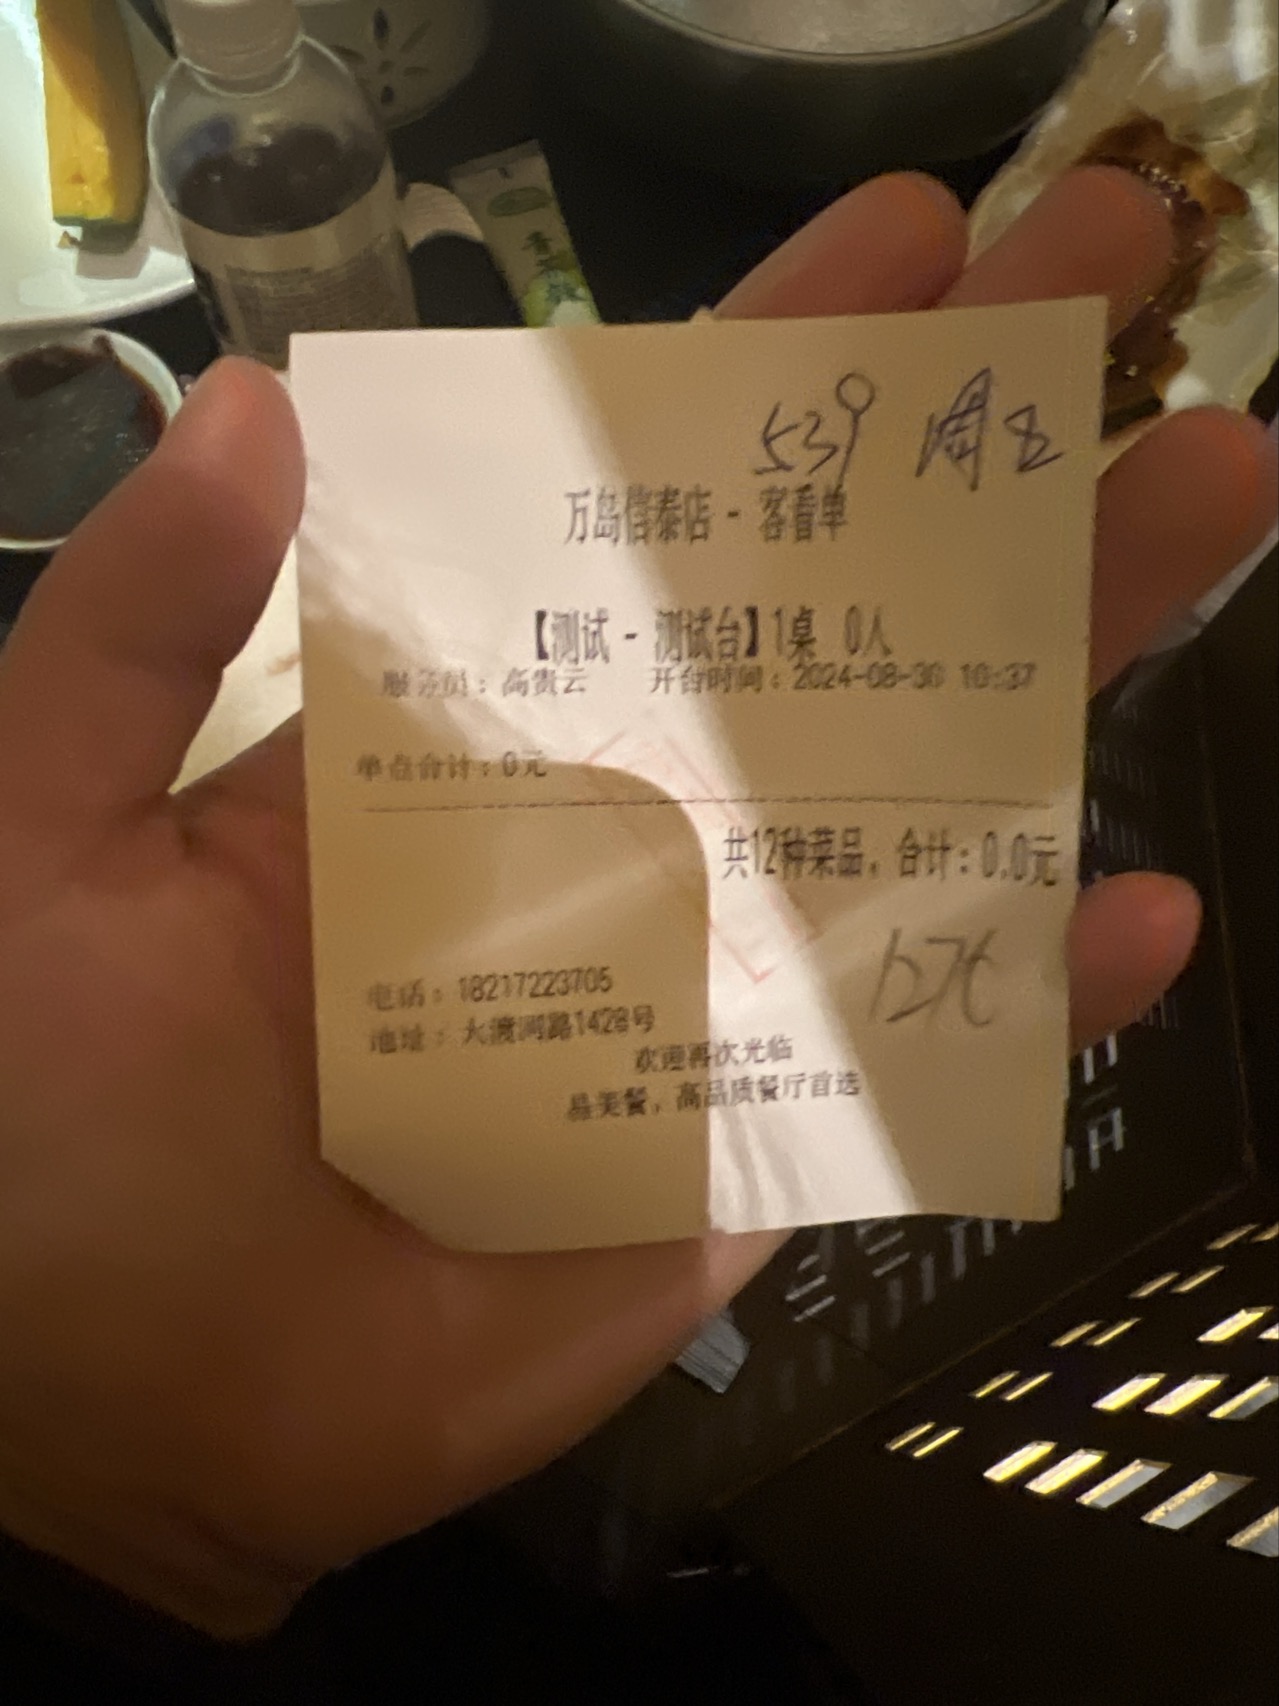 539 周五
万岛信泰店 - 客看单
【测试 - 测试台】1桌 0人
服务员：高贵云 开台时间：2024-08-30 10:37
单点合计：0元
共12种菜品，合计：0.0元
电话：18217223705
地址：大渡河路1428号
欢迎再次光临
易美餐，高品质餐厅首选